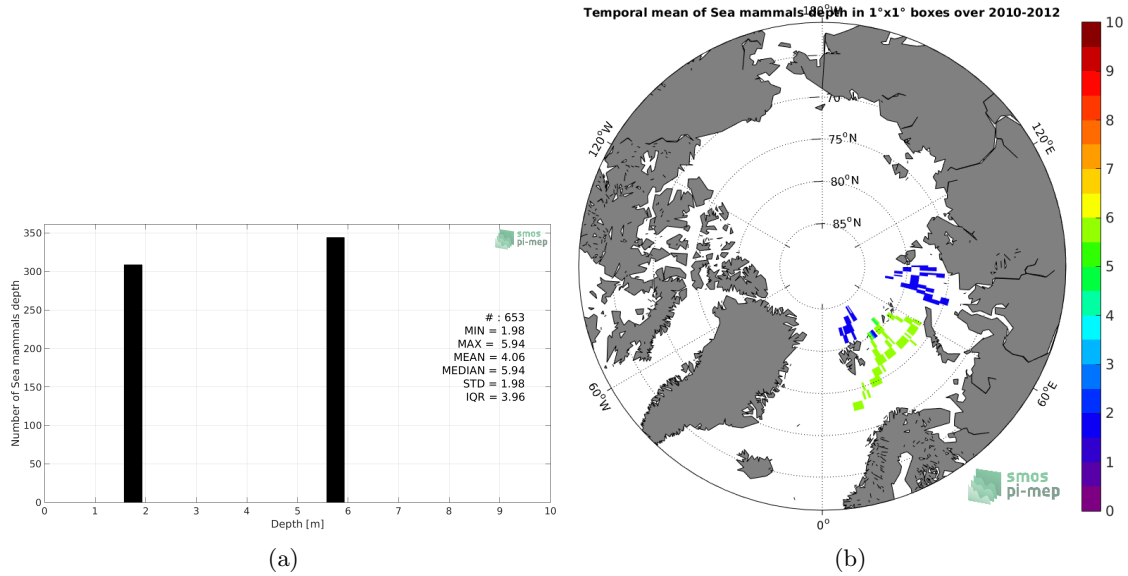 Temporal mean of Sea mammals depth in 1°x1° boxes over 2010-2012
180°W
70°N
75°N
80°N
85°N
120°W
120°E
60°W
60°E
0°
smos
pi-mep
10
9
8
7
6
5
4
3
2
1
0
350
300
250
200
150
100
50
0
Number of Sea mammals depth
smos
pi-mep
# : 653
MIN = 1.98
MAX = 5.94
MEAN = 4.06
MEDIAN = 5.94
STD = 1.98
IQR = 3.96
0 1 2 3 4 5 6 7 8 9 10
Depth [m]
(a)
(b)